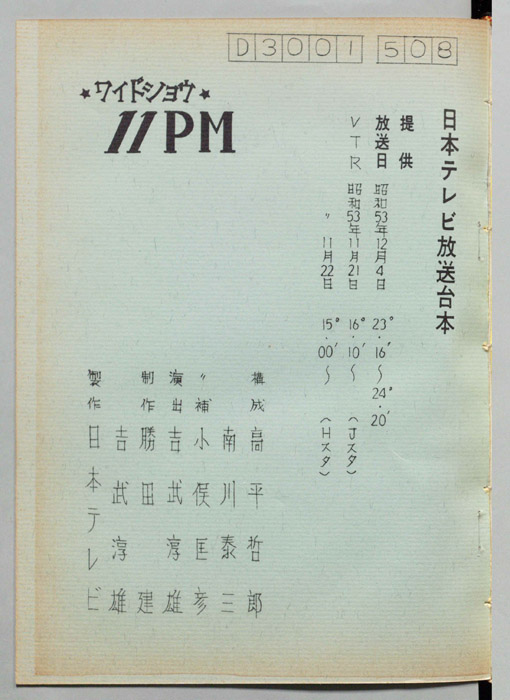 D3001 508
★ワイドショウ★
11PM
日本テレビ放送台本
提供
放送日 昭和53年12月4日 23°・16′〜24°・20′
VTR 昭和53年11月21日 16°・10′〜 (Jスタ)
〃 11月22日 15°・00′〜 (Hスタ)
構成 高平哲郎
南川泰三
〃補 小俣匡彦
演出 吉武淳雄
制作 勝田建
吉武淳雄
製作 日本テレビ